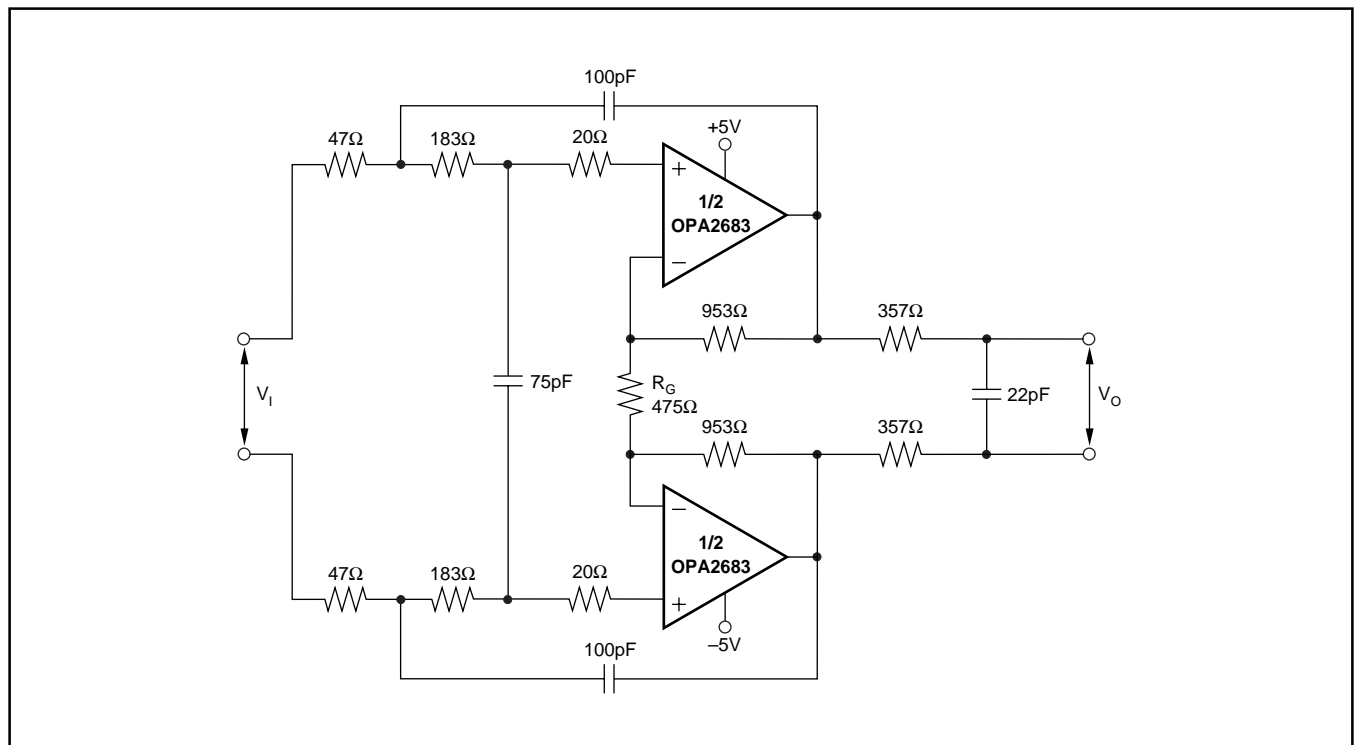 100pF
47Ω
183Ω
20Ω
+5V
+
1/2
OPA2683
−
953Ω
357Ω
V_I
75pF
R_G
475Ω
22pF
V_O
953Ω
357Ω
−
1/2
OPA2683
+
−5V
47Ω
183Ω
20Ω
100pF